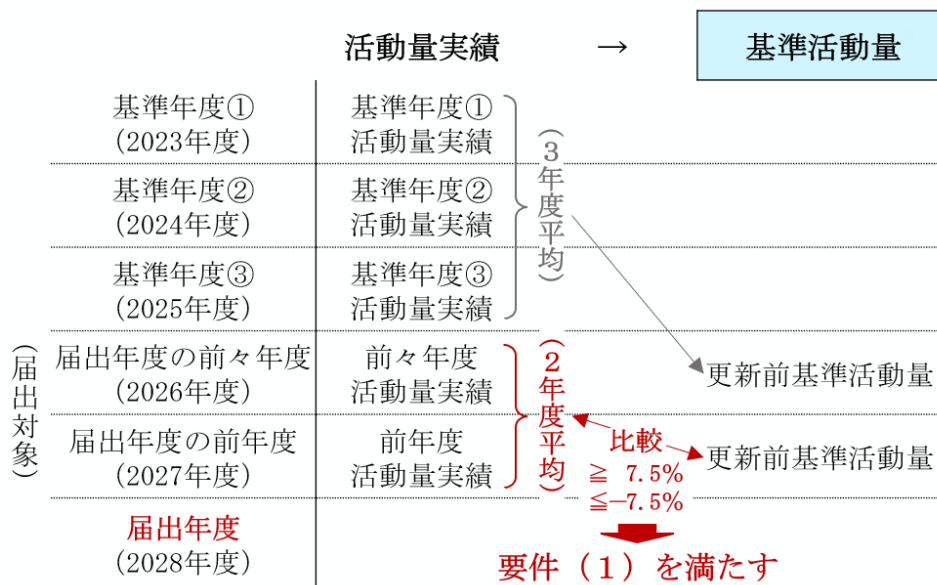 活動量実績 → 基準活動量
基準年度①
(2023年度)
基準年度①
活動量実績
基準年度②
(2024年度)
基準年度②
活動量実績
基準年度③
(2025年度)
基準年度③
活動量実績
(3年度平均)
(届出対象)
届出年度の前々年度
(2026年度)
前々年度
活動量実績
更新前基準活動量
届出年度の前年度
(2027年度)
前年度
活動量実績
(2年度平均)
比較
≧ 7.5%
≦−7.5%
更新前基準活動量
届出年度
(2028年度)
要件(1)を満たす